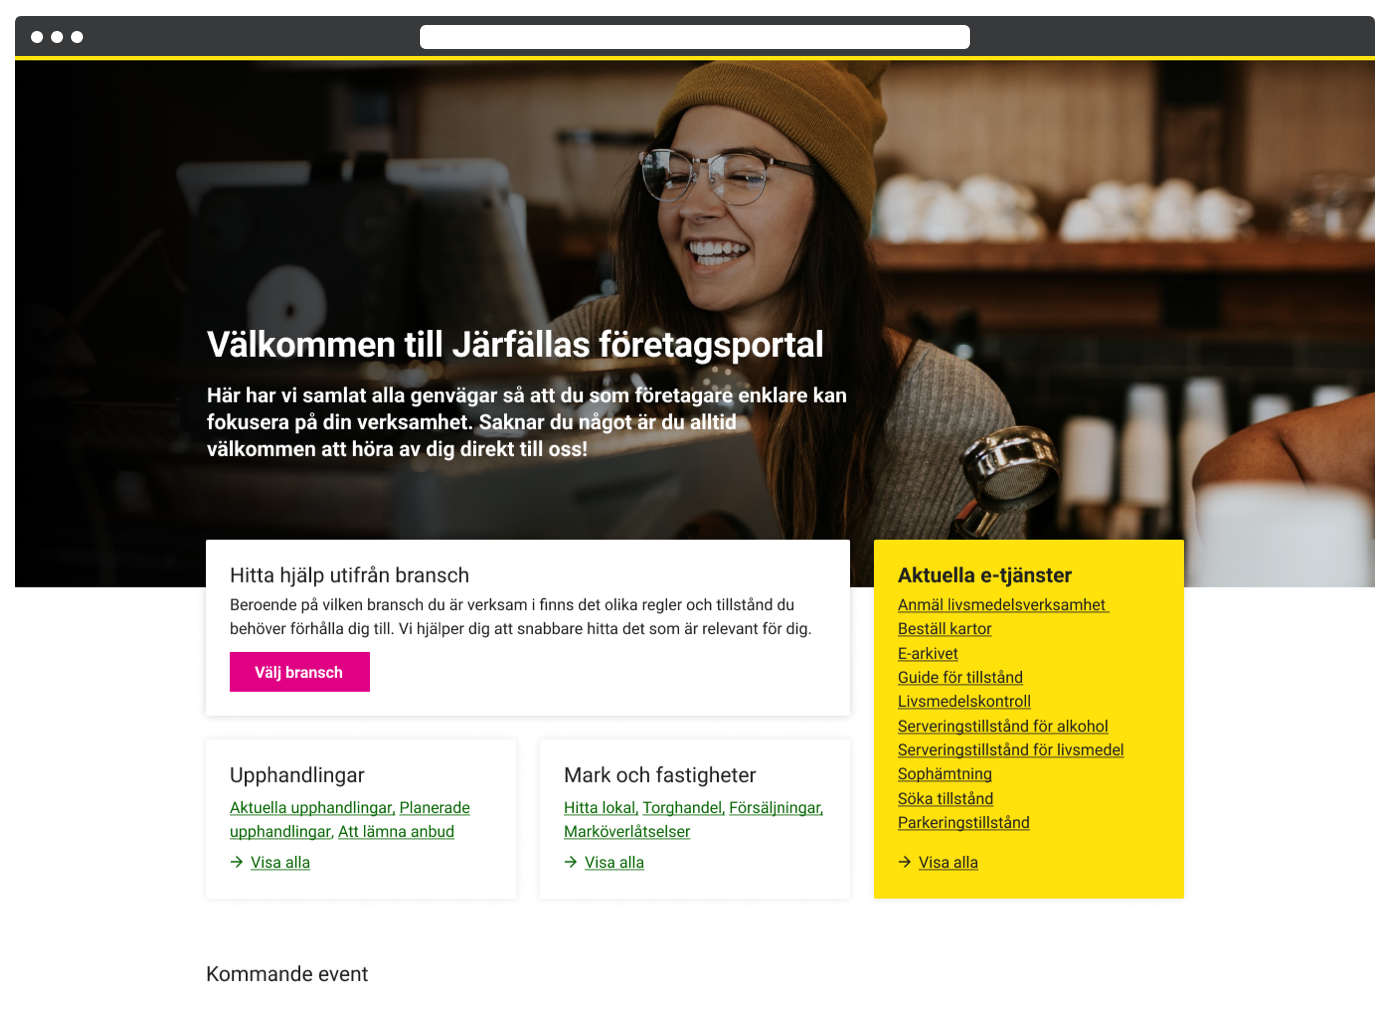 Välkommen till Järfällas företagsportal
Här har vi samlat alla genvägar så att du som företagare enklare kan
fokusera på din verksamhet. Saknar du något är du alltid
välkommen att höra av dig direkt till oss!
Hitta hjälp utifrån bransch
Beroende på vilken bransch du är verksam i finns det olika regler och tillstånd du
behöver förhålla dig till. Vi hjälper dig att snabbare hitta det som är relevant för dig.
Välj bransch
Upphandlingar
Aktuella upphandlingar, Planerade
upphandlingar, Att lämna anbud
→ Visa alla
Mark och fastigheter
Hitta lokal, Torghandel, Försäljningar,
Marköverlåtselser
→ Visa alla
Aktuella e-tjänster
Anmäl livsmedelsverksamhet
Beställ kartor
E-arkivet
Guide för tillstånd
Livsmedelskontroll
Serveringstillstånd för alkohol
Serveringstillstånd för livsmedel
Sophämtning
Söka tillstånd
Parkeringstillstånd
→ Visa alla
Kommande event